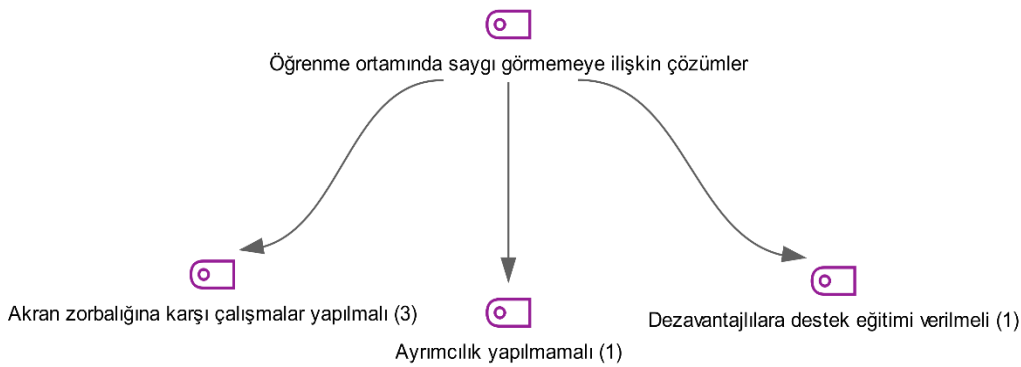 Öğrenme ortamında saygı görmemeye ilişkin çözümler
Akran zorbalığına karşı çalışmalar yapılmalı (3)
Ayrımcılık yapılmamalı (1)
Dezavantajlılara destek eğitimi verilmeli (1)